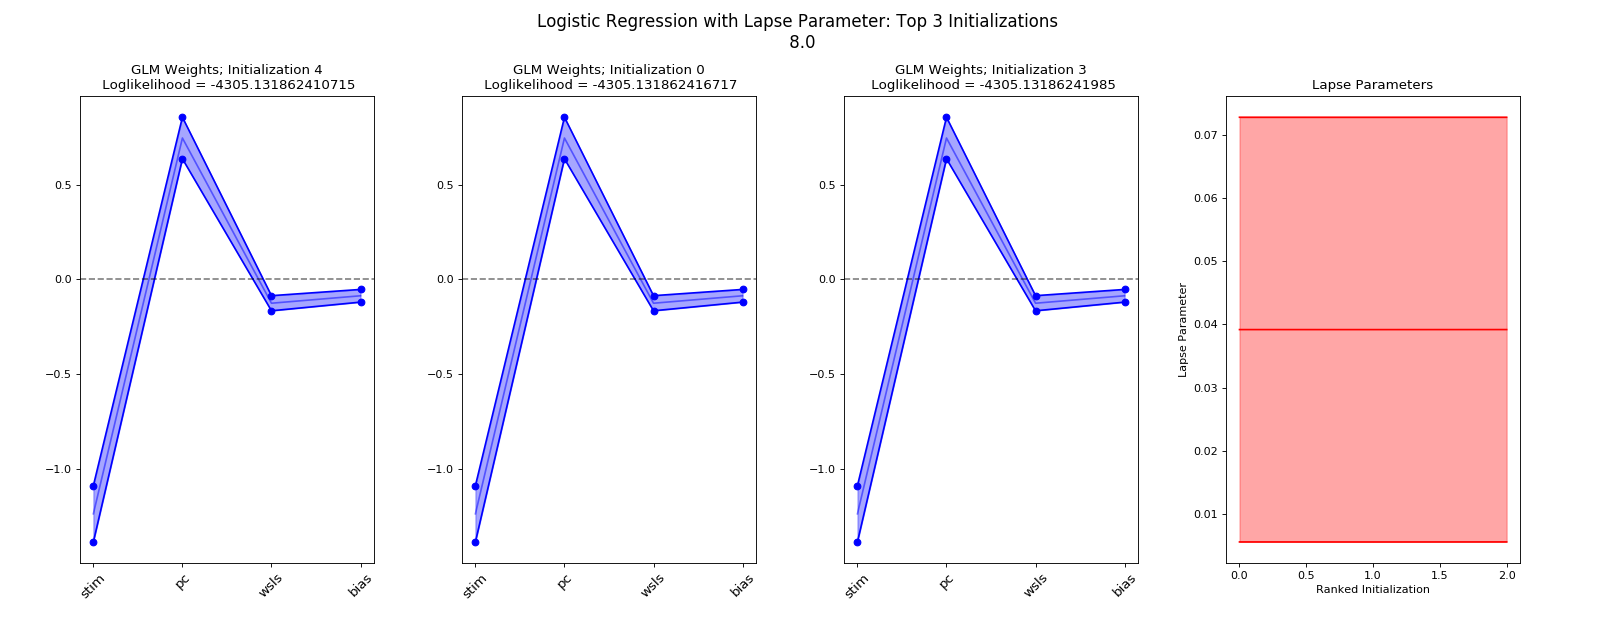 Logistic Regression with Lapse Parameter: Top 3 Initializations
8.0
GLM Weights; Initialization 4
Loglikelihood = -4305.131862410715
0.5
0.0
−0.5
−1.0
stim
pc
wsls
bias
GLM Weights; Initialization 0
Loglikelihood = -4305.131862416717
0.5
0.0
−0.5
−1.0
stim
pc
wsls
bias
GLM Weights; Initialization 3
Loglikelihood = -4305.13186241985
0.5
0.0
−0.5
−1.0
stim
pc
wsls
bias
Lapse Parameters
Lapse Parameter
0.07
0.06
0.05
0.04
0.03
0.02
0.01
0.0
0.5
1.0
1.5
2.0
Ranked Initialization